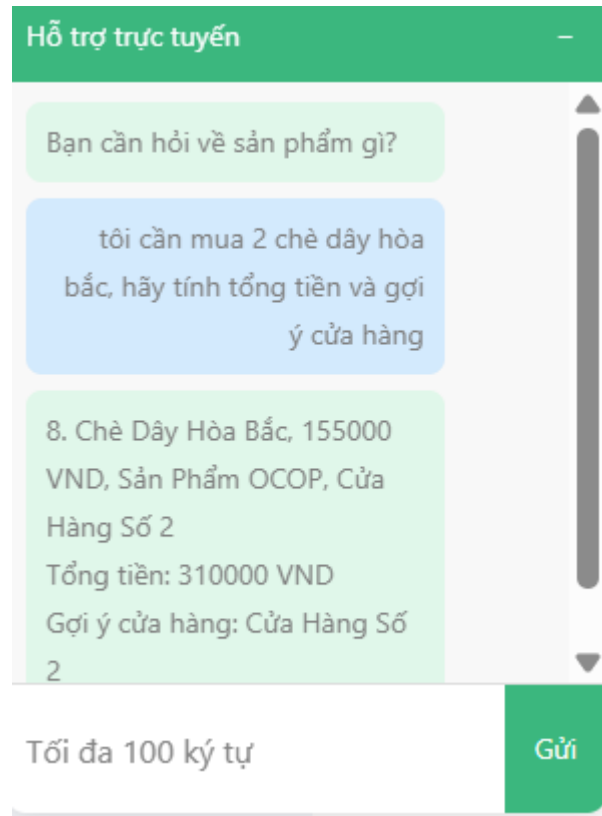 Hỗ trợ trực tuyến –
Bạn cần hỏi về sản phẩm gì?
tôi cần mua 2 chè dây hòa
bắc, hãy tính tổng tiền và gợi
ý cửa hàng
8. Chè Dây Hòa Bắc, 155000
VND, Sản Phẩm OCOP, Cửa
Hàng Số 2
Tổng tiền: 310000 VND
Gợi ý cửa hàng: Cửa Hàng Số
2
Tối đa 100 ký tự
Gửi